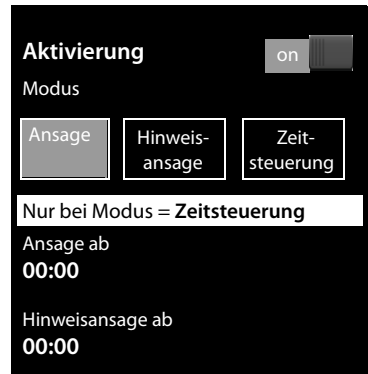 Aktivierung on
Modus
Ansage Hinweis- Zeit-
ansage steuerung
Nur bei Modus = Zeitsteuerung
Ansage ab
00:00
Hinweisansage ab
00:00